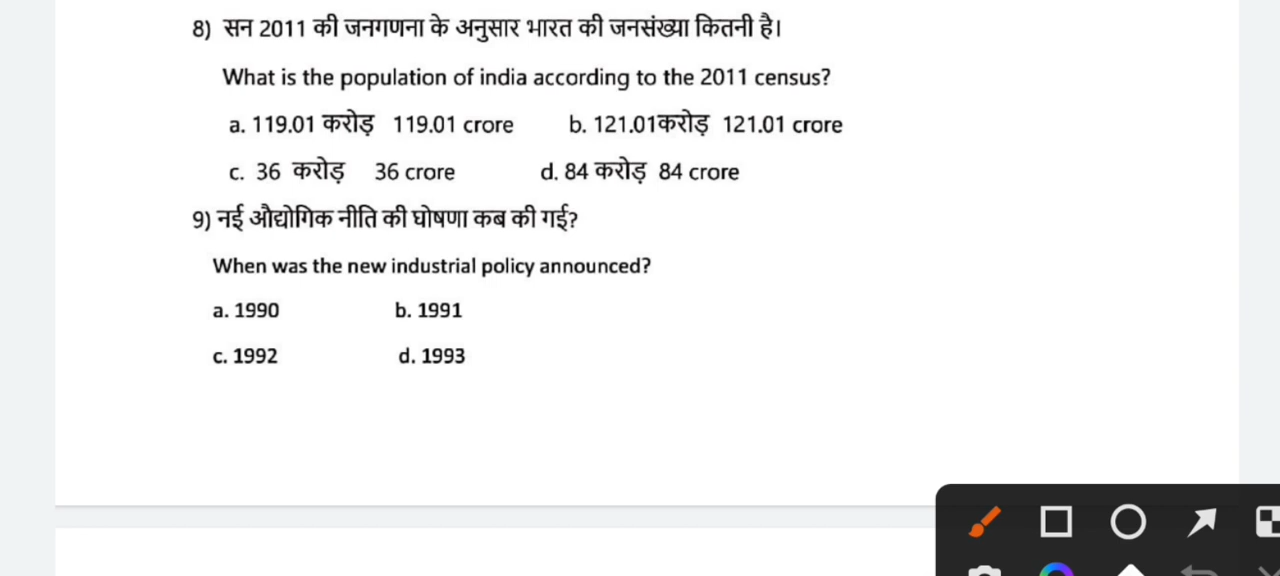 8) सन 2011 की जनगणना के अनुसार भारत की जनसंख्या कितनी है।
What is the population of india according to the 2011 census?
a. 119.01 करोड़ 119.01 crore b. 121.01करोड़ 121.01 crore
c. 36 करोड़ 36 crore d. 84 करोड़ 84 crore
9) नई औद्योगिक नीति की घोषणा कब की गई?
When was the new industrial policy announced?
a. 1990 b. 1991
c. 1992 d. 1993